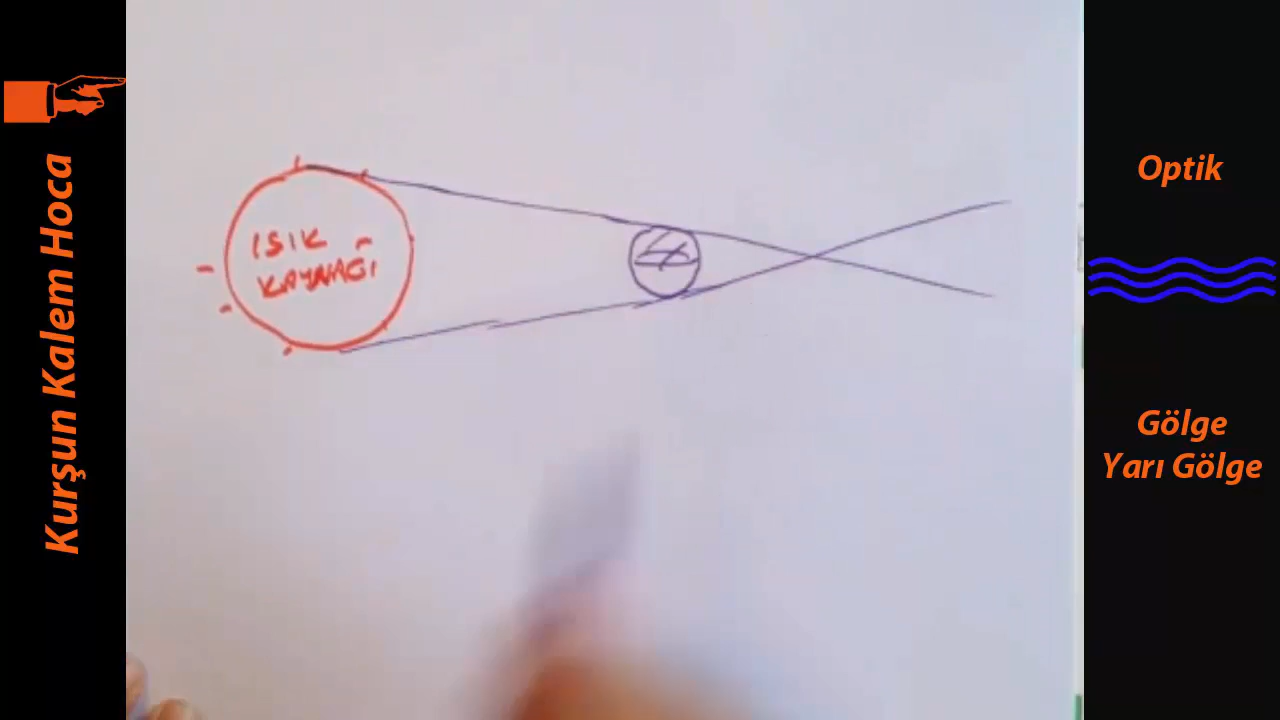 Kurşun Kalem Hoca
IŞIK
KAYNAĞI
Optik
Gölge
Yarı Gölge